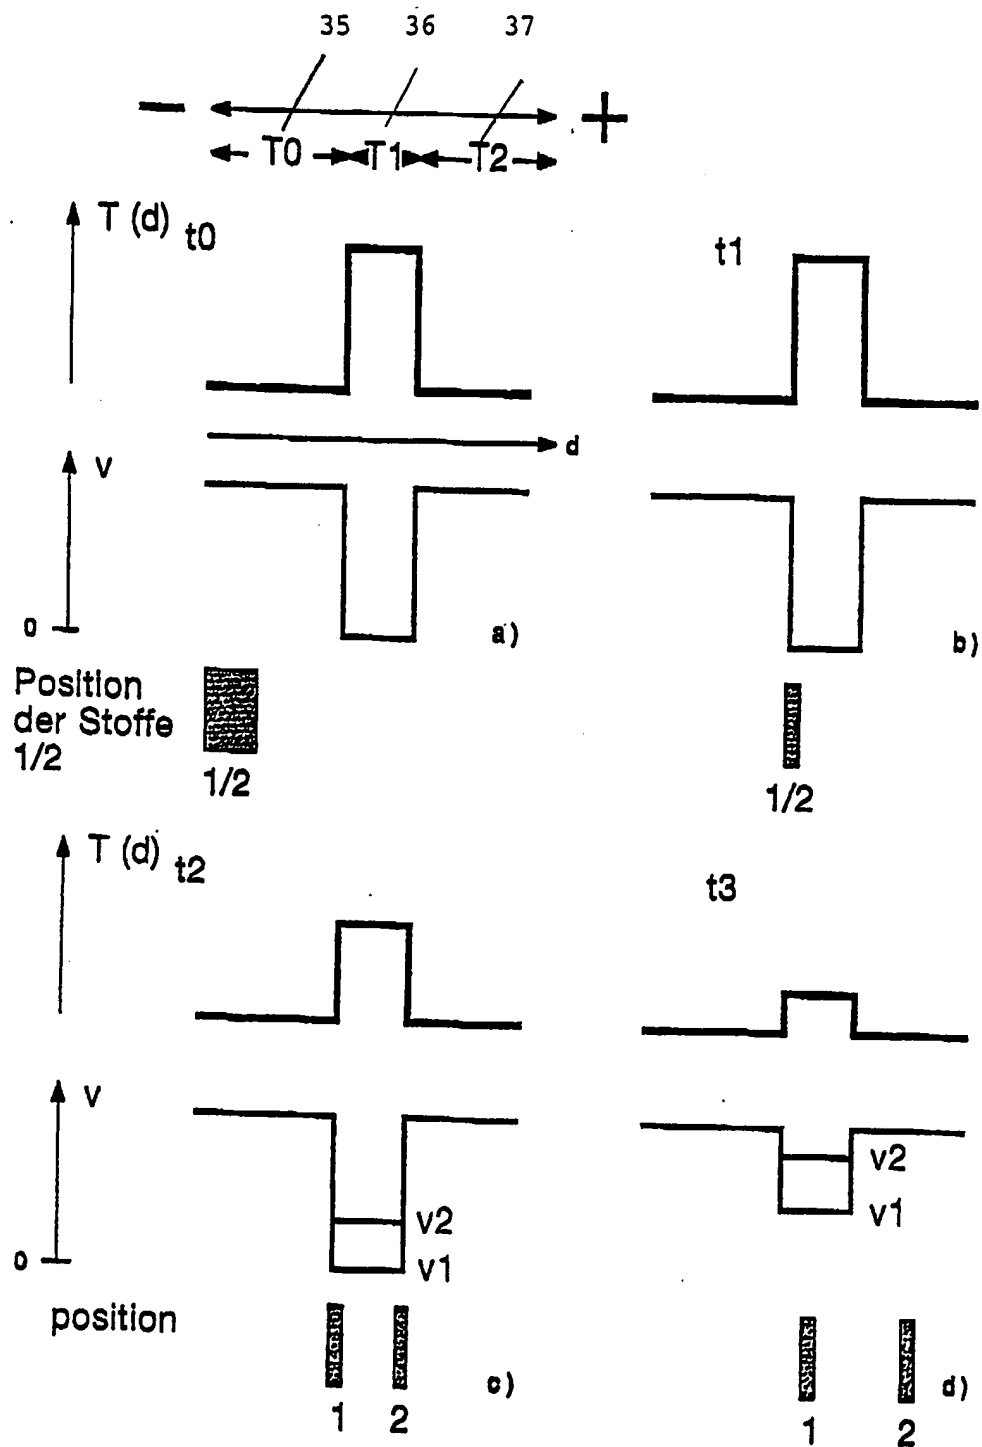 35 36 37
− +
T0 T1 T2
T (d) t0 t1
d
v
0
a) b)
Position
der Stoffe
1/2
1/2 1/2
T (d) t2 t3
v
v2 v2
v1 v1
0
position
c) d)
1 2 1 2